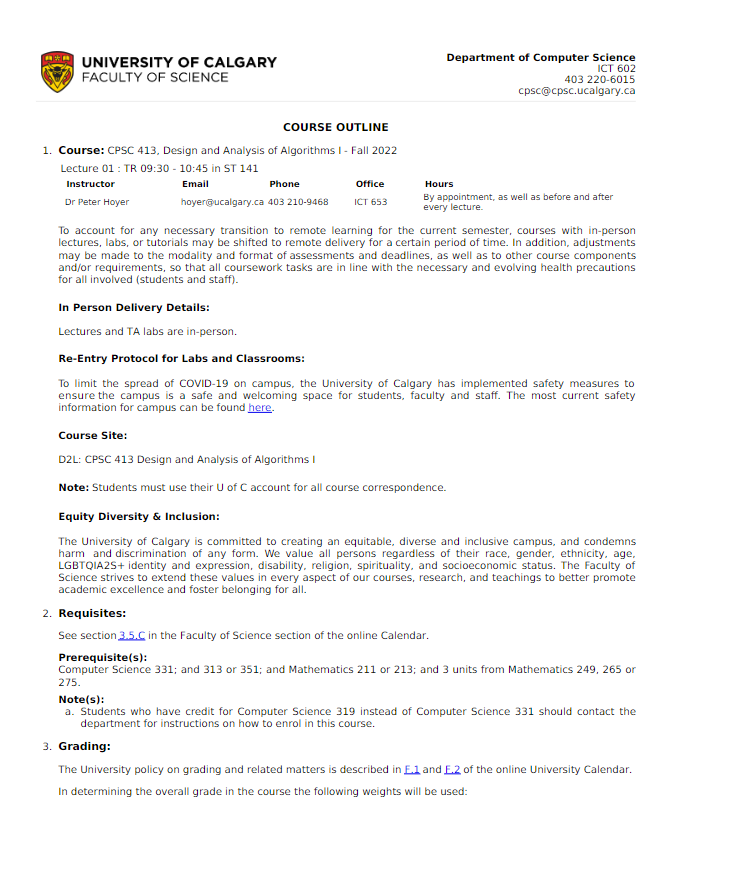 UNIVERSITY OF CALGARY
FACULTY OF SCIENCE
Department of Computer Science
ICT 602
403 220-6015
cpsc@cpsc.ucalgary.ca
COURSE OUTLINE
1. Course: CPSC 413, Design and Analysis of Algorithms I - Fall 2022
Lecture 01 : TR 09:30 - 10:45 in ST 141
Instructor Email Phone Office Hours
Dr Peter Hoyer hoyer@ucalgary.ca 403 210-9468 ICT 653 By appointment, as well as before and after
every lecture.
To account for any necessary transition to remote learning for the current semester, courses with in-person
lectures, labs, or tutorials may be shifted to remote delivery for a certain period of time. In addition, adjustments
may be made to the modality and format of assessments and deadlines, as well as to other course components
and/or requirements, so that all coursework tasks are in line with the necessary and evolving health precautions
for all involved (students and staff).
In Person Delivery Details:
Lectures and TA labs are in-person.
Re-Entry Protocol for Labs and Classrooms:
To limit the spread of COVID-19 on campus, the University of Calgary has implemented safety measures to
ensure the campus is a safe and welcoming space for students, faculty and staff. The most current safety
information for campus can be found here.
Course Site:
D2L: CPSC 413 Design and Analysis of Algorithms I
Note: Students must use their U of C account for all course correspondence.
Equity Diversity & Inclusion:
The University of Calgary is committed to creating an equitable, diverse and inclusive campus, and condemns
harm and discrimination of any form. We value all persons regardless of their race, gender, ethnicity, age,
LGBTQIA2S+ identity and expression, disability, religion, spirituality, and socioeconomic status. The Faculty of
Science strives to extend these values in every aspect of our courses, research, and teachings to better promote
academic excellence and foster belonging for all.
2. Requisites:
See section 3.5.C in the Faculty of Science section of the online Calendar.
Prerequisite(s):
Computer Science 331; and 313 or 351; and Mathematics 211 or 213; and 3 units from Mathematics 249, 265 or
275.
Note(s):
a. Students who have credit for Computer Science 319 instead of Computer Science 331 should contact the
department for instructions on how to enrol in this course.
3. Grading:
The University policy on grading and related matters is described in F.1 and F.2 of the online University Calendar.
In determining the overall grade in the course the following weights will be used: